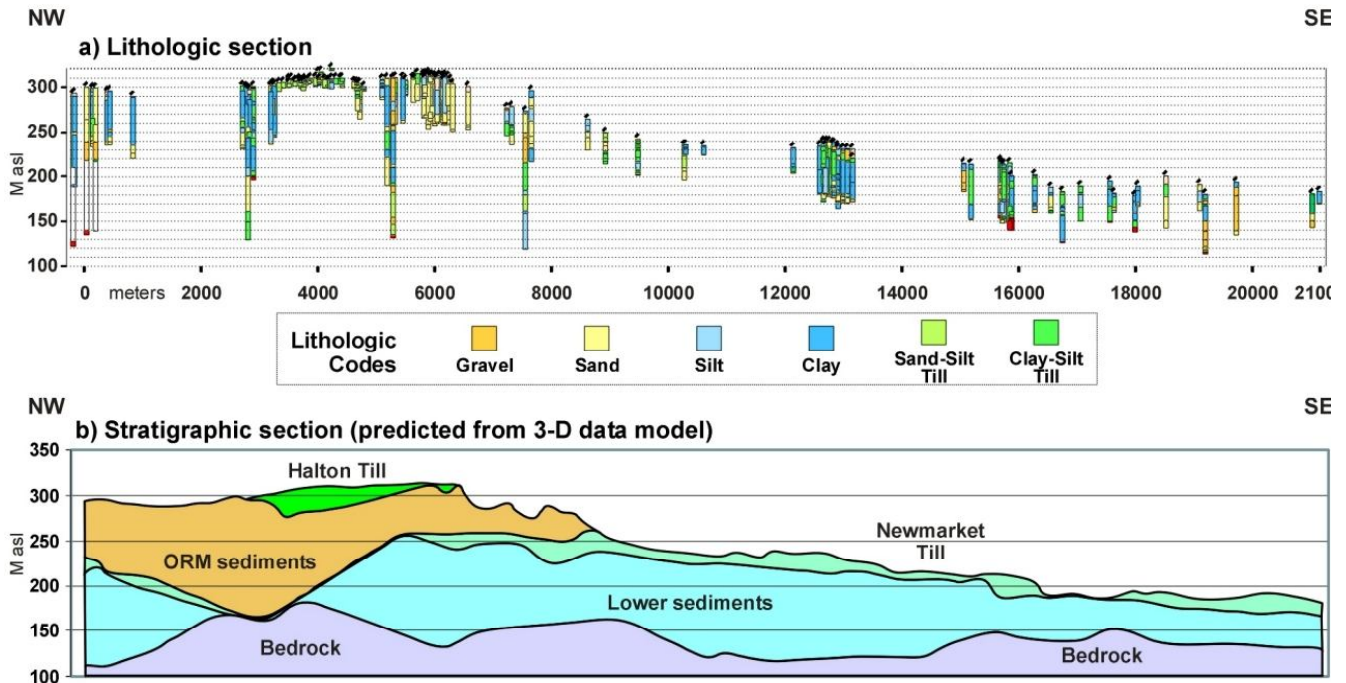 NW SE
a) Lithologic section
M asl
300
250
200
150
100
0 meters 2000 4000 6000 8000 10000 12000 14000 16000 18000 20000 2100
Lithologic Codes
Gravel
Sand
Silt
Clay
Sand-Silt Till
Clay-Silt Till
NW SE
b) Stratigraphic section (predicted from 3-D data model)
M asl
350
300
250
200
150
100
Halton Till
Newmarket
Till
ORM sediments
Lower sediments
Bedrock
Bedrock